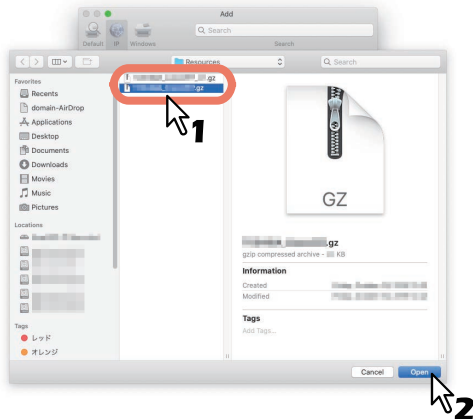 Add
Search
Default IP Windows Search
Resources
Search
Favorites
Recents
domain-AirDrop
Applications
Desktop
Documents
Downloads
Movies
Music
Pictures
Locations
Tags
レッド
オレンジ
.gz
.gz
1
GZ
.gz
gzip compressed archive - KB
Information
Created
Modified
Tags
Add Tags...
Cancel Open
2